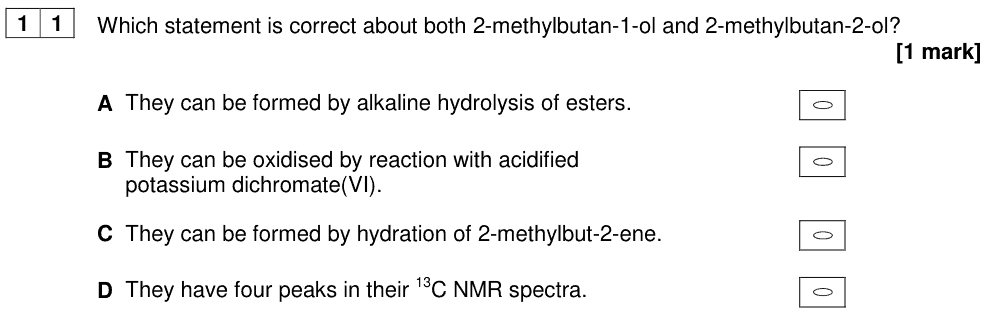 1 1 Which statement is correct about both 2-methylbutan-1-ol and 2-methylbutan-2-ol?
[1 mark]
A They can be formed by alkaline hydrolysis of esters.
B They can be oxidised by reaction with acidified
potassium dichromate(VI).
C They can be formed by hydration of 2-methylbut-2-ene.
D They have four peaks in their ¹³C NMR spectra.